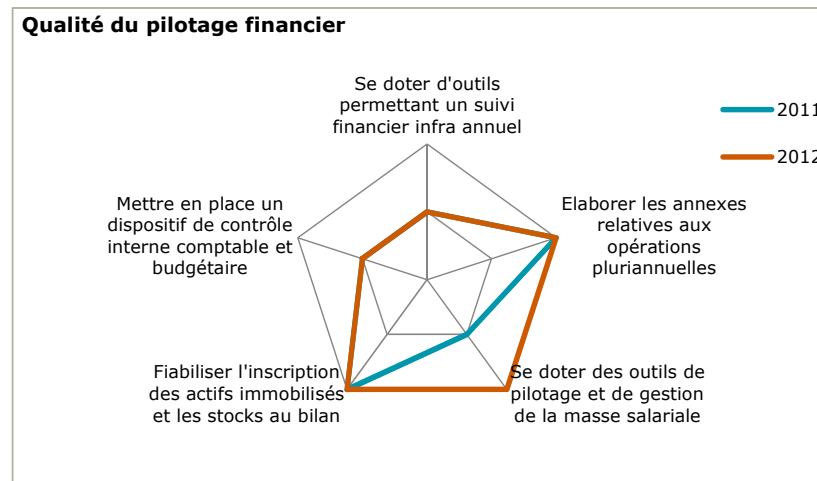 Qualité du pilotage financier
Se doter d'outils
permettant un suivi
financier infra annuel
2011
2012
Elaborer les annexes
relatives aux
opérations
pluriannuelles
Mettre en place un
dispositif de contrôle
interne comptable et
budgétaire
Fiabiliser l'inscription
des actifs immobilisés
et les stocks au bilan
Se doter des outils de
pilotage et de gestion
de la masse salariale